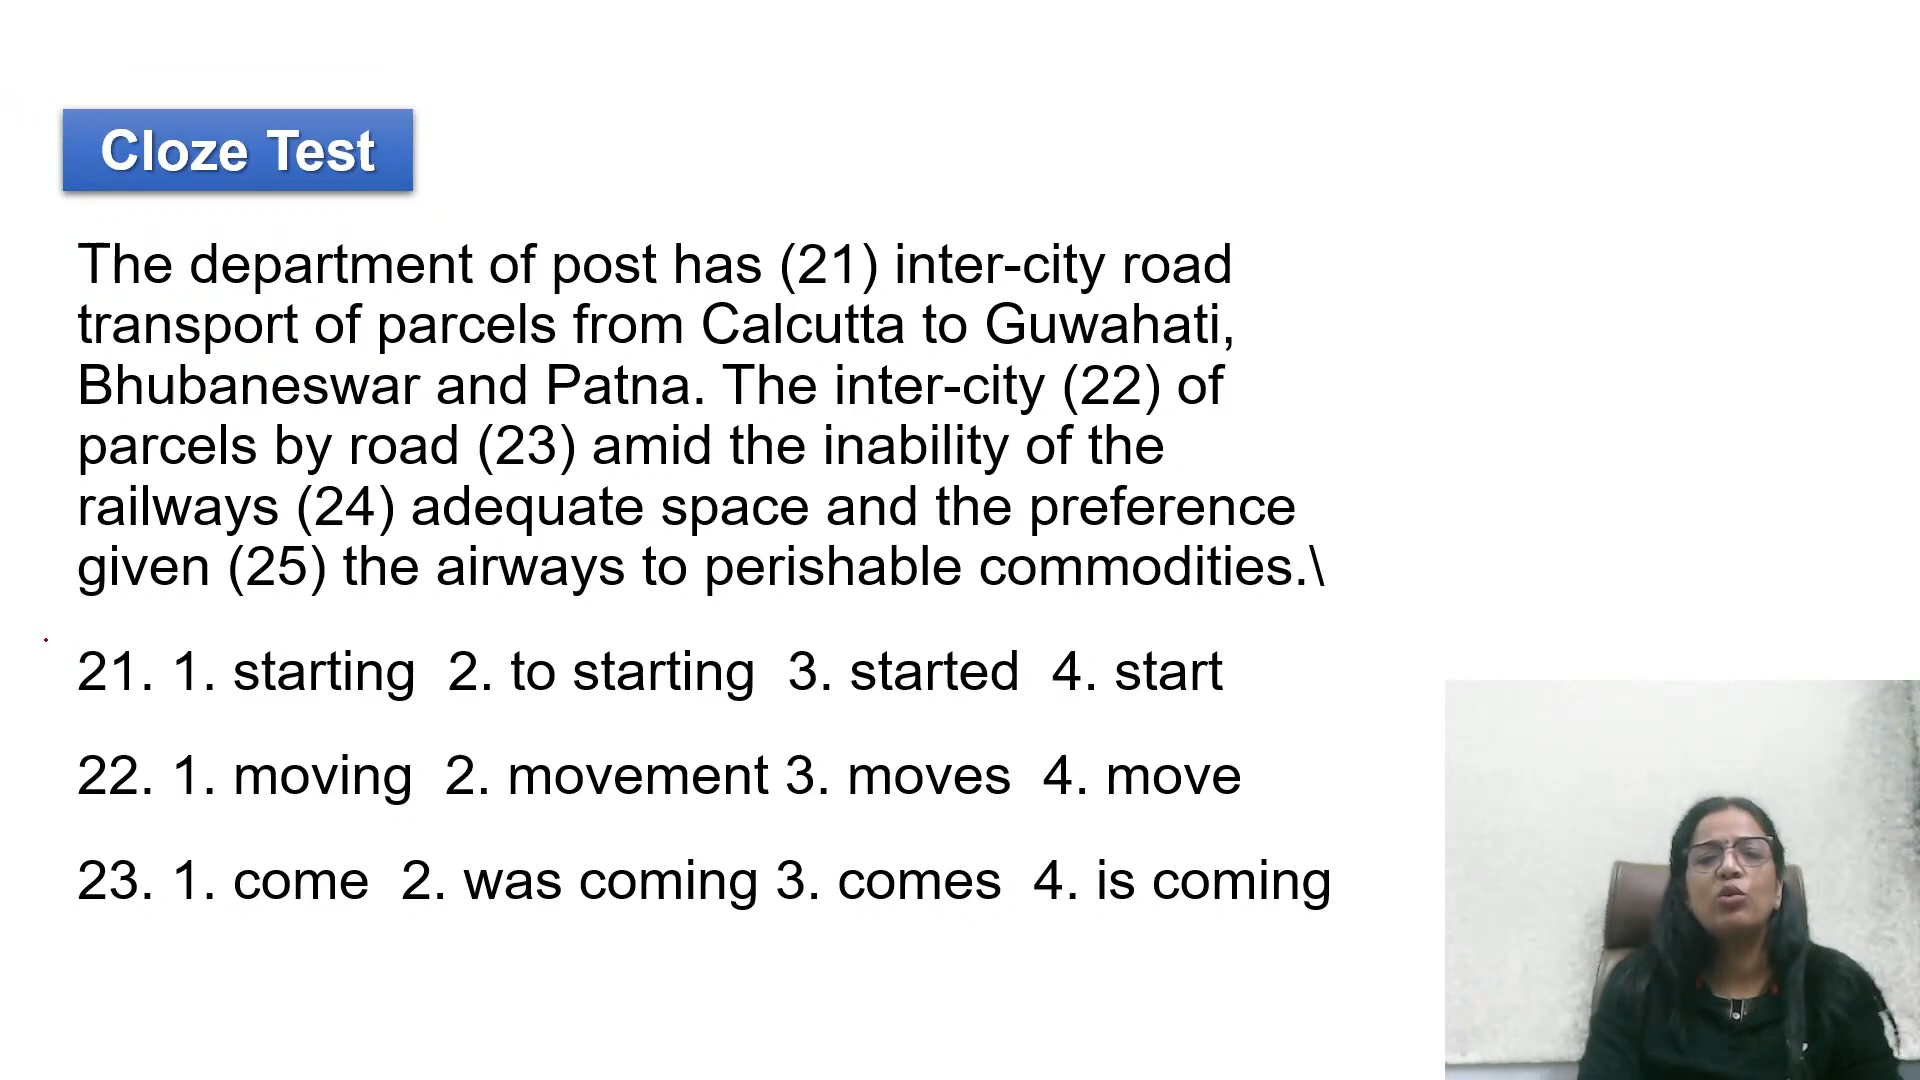 Cloze Test
The department of post has (21) inter-city road
transport of parcels from Calcutta to Guwahati,
Bhubaneswar and Patna. The inter-city (22) of
parcels by road (23) amid the inability of the
railways (24) adequate space and the preference
given (25) the airways to perishable commodities.\
21. 1. starting 2. to starting 3. started 4. start
22. 1. moving 2. movement 3. moves 4. move
23. 1. come 2. was coming 3. comes 4. is coming